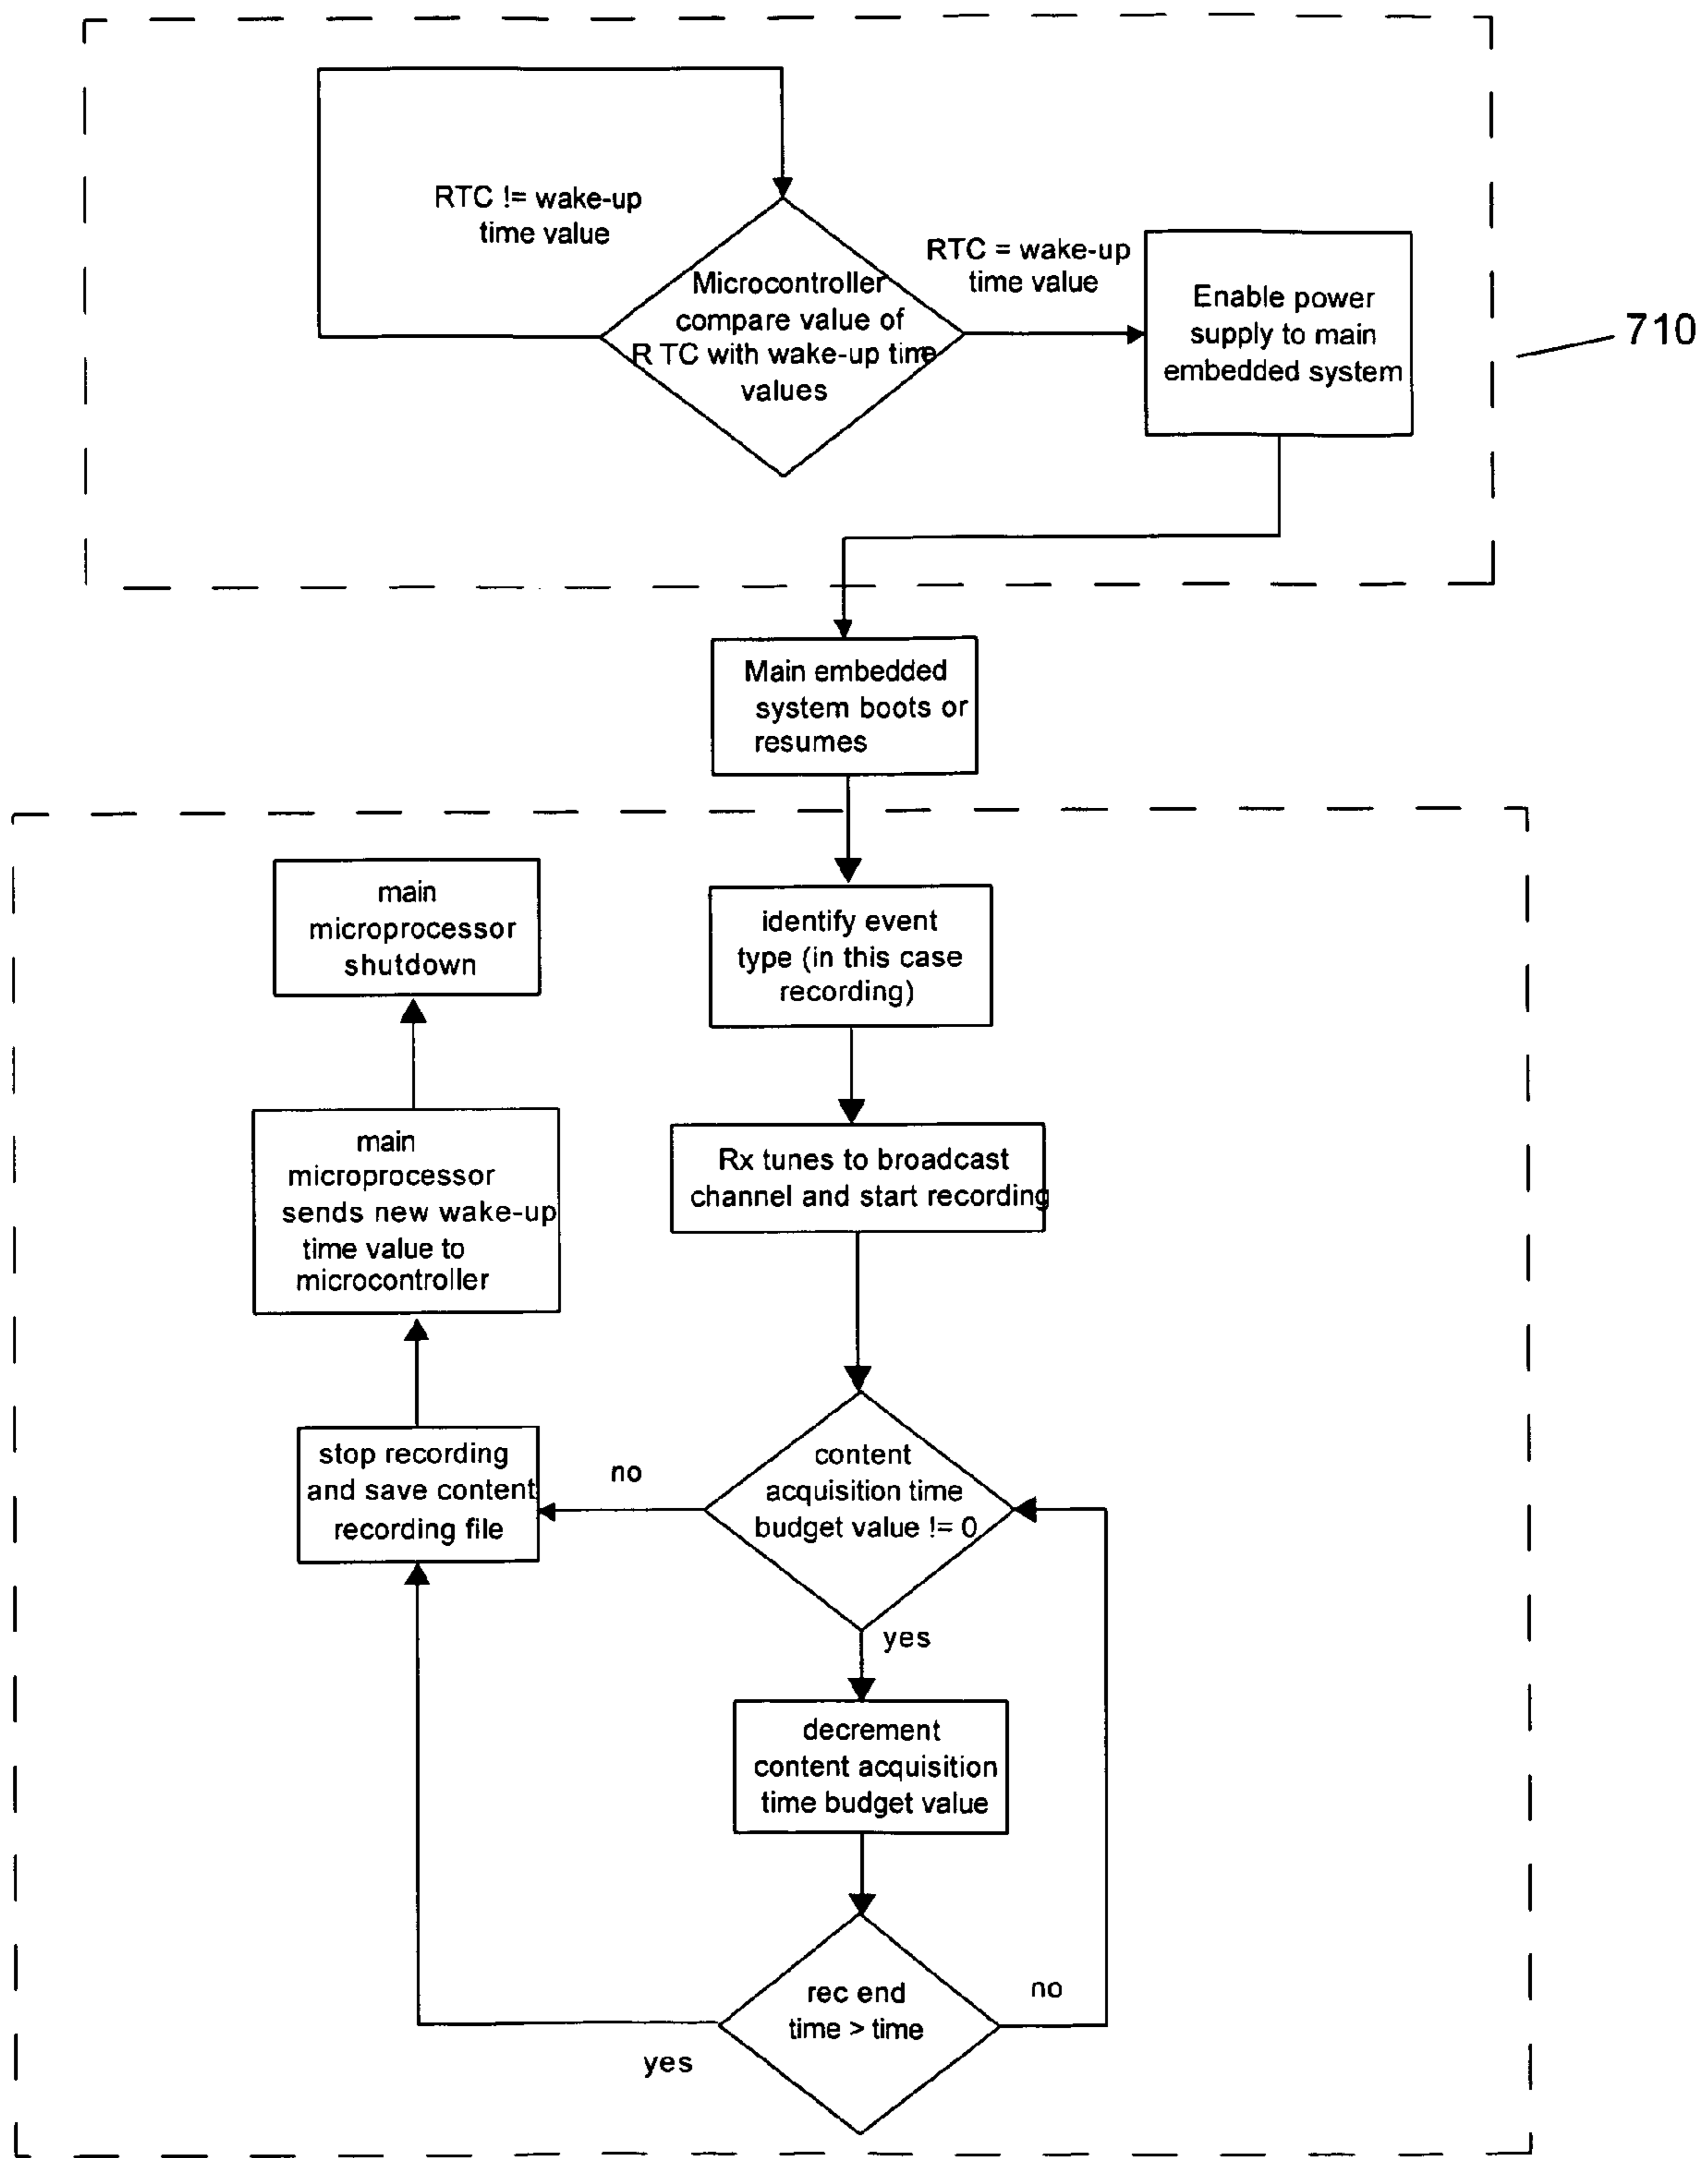 RTC != wake-up
time value
RTC = wake-up
time value
Microcontroller
compare value of
R TC with wake-up time
values
Enable power
supply to main
embedded system
710
Main embedded
system boots or
resumes
main
microprocessor
shutdown
identify event
type (in this case
recording)
main
microprocessor
sends new wake-up
time value to
microcontroller
Rx tunes to broadcast
channel and start recording
stop recording
and save content
recording file
no
content
acquisition time
budget value != 0
yes
decrement
content acquisition
time budget value
rec end
time > time
no
yes